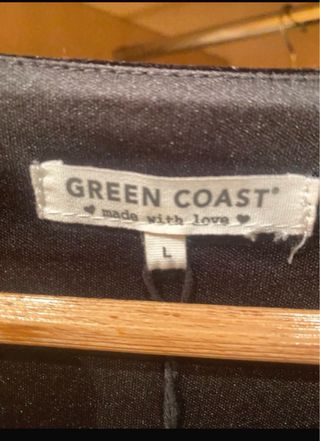 GREEN COAST®
♥ made with love ♥
L